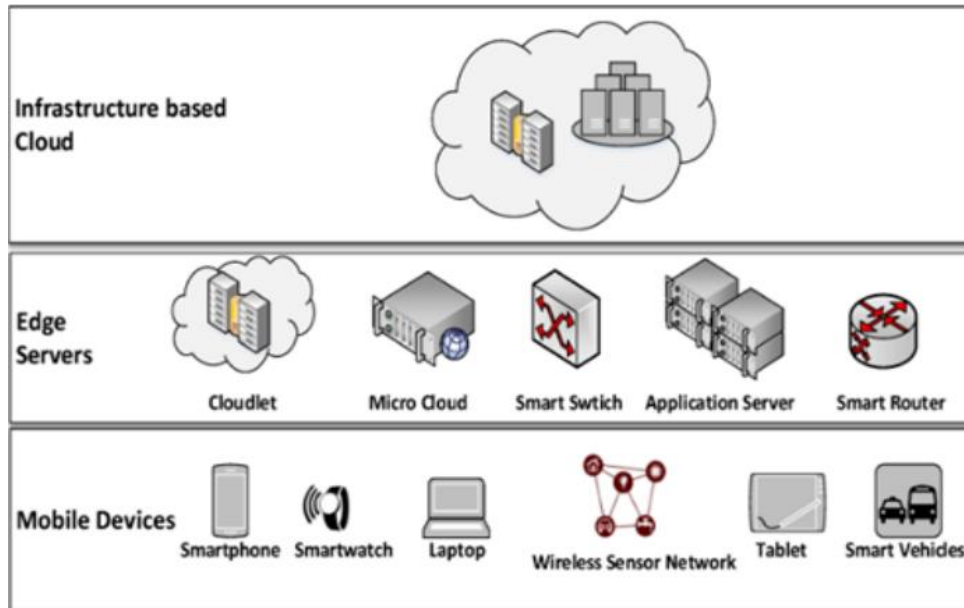 Infrastructure based
Cloud
Edge
Servers
Cloudlet
Micro Cloud
Smart Swtich
Application Server
Smart Router
Mobile Devices
Smartphone
Smartwatch
Laptop
Wireless Sensor Network
Tablet
Smart Vehicles